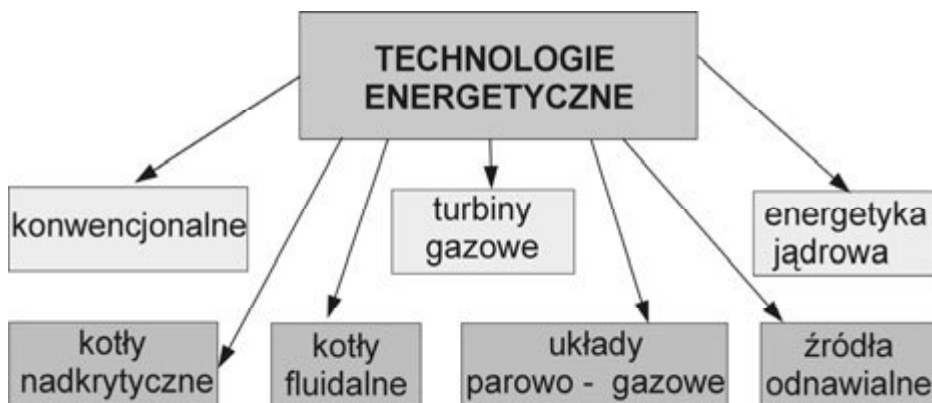 TECHNOLOGIE
ENERGETYCZNE
konwencjonalne
turbiny
gazowe
energetyka
jądrowa
kotły
nadkrytyczne
kotły
fluidalne
układy
parowo - gazowe
źródła
odnawialne